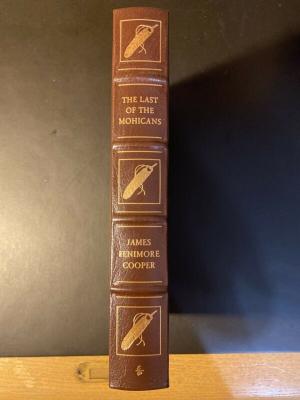 THE LAST
OF THE
MOHICANS
JAMES
FENIMORE
COOPER